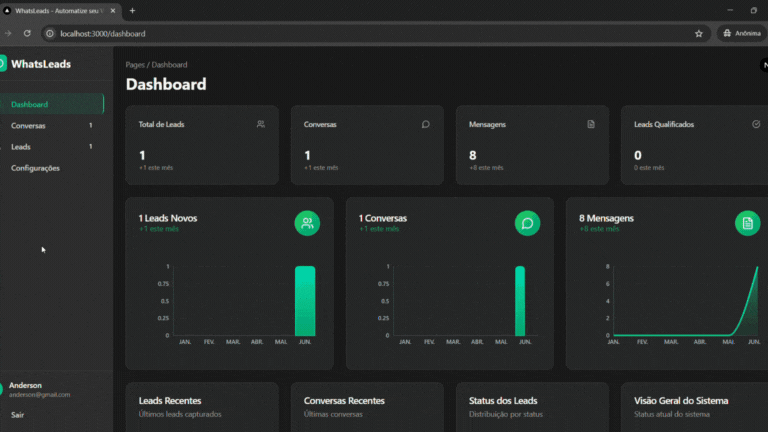 WhatsLeads - Automatize seu V
localhost:3000/dashboard
Anônima
WhatsLeads
Dashboard
Conversas 1
Leads 1
Configurações
Anderson
anderson@gmail.com
Sair
Pages / Dashboard
Dashboard
Total de Leads
1
+1 este mês
Conversas
1
+1 este mês
Mensagens
8
+8 este mês
Leads Qualificados
0
0 este mês
1 Leads Novos
+1 este mês
1
0.75
0.5
0.25
0
JAN. FEV. MAR. ABR. MAI. JUN.
1 Conversas
+1 este mês
1
0.75
0.5
0.25
0
JAN. FEV. MAR. ABR. MAI. JUN.
8 Mensagens
+8 este mês
8
6
4
2
0
JAN. FEV. MAR. ABR. MAI. JUN.
Leads Recentes
Últimos leads capturados
Conversas Recentes
Últimas conversas
Status dos Leads
Distribuição por status
Visão Geral do Sistema
Status atual do sistema